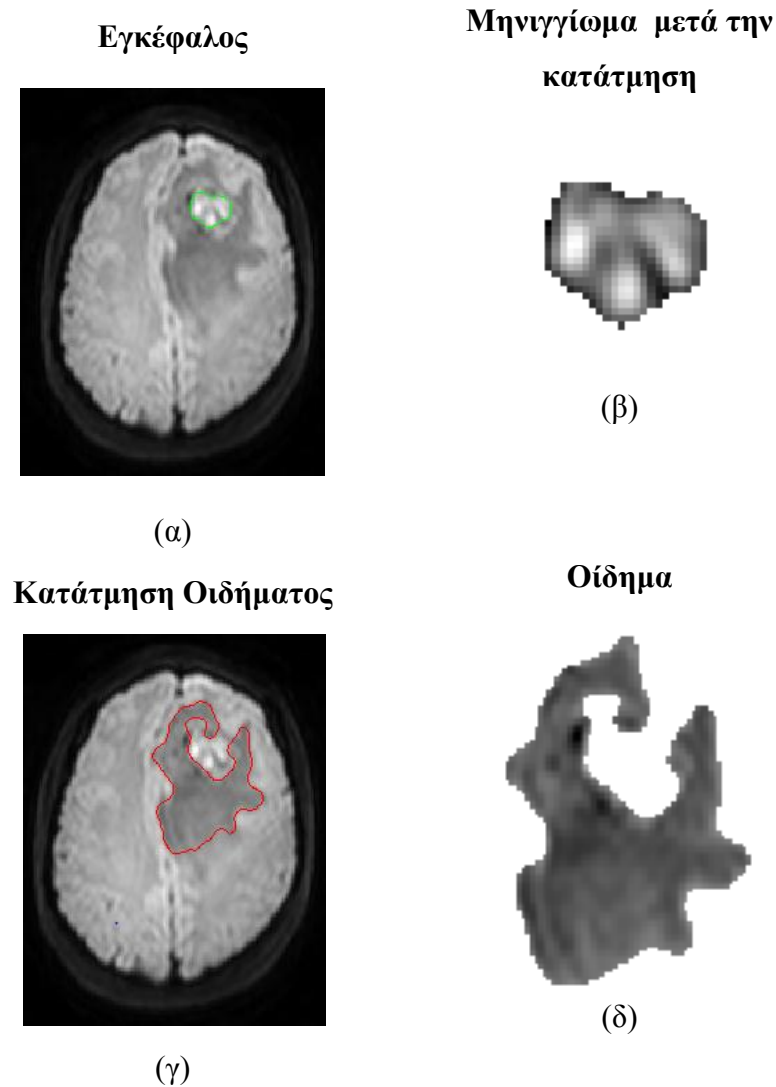 Εγκέφαλος
Μηνιγγίωμα μετά την
κατάτμηση
(α)
(β)
Κατάτμηση Οιδήματος
Οίδημα
(γ)
(δ)